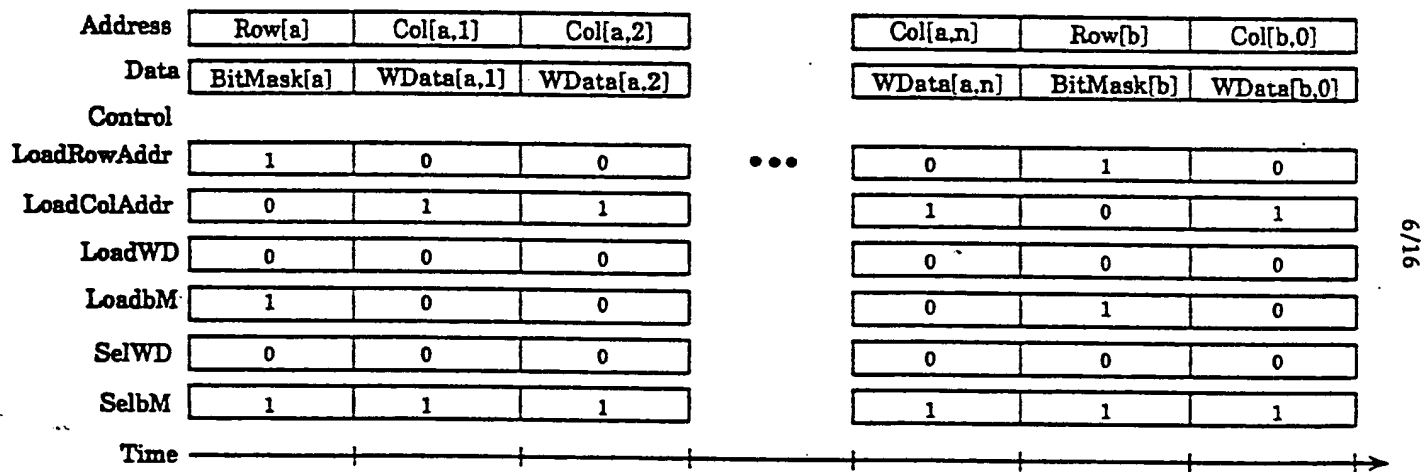 Address Row[a] Col[a,1] Col[a,2] Col[a,n] Row[b] Col[b,0]
Data BitMask[a] WData[a,1] WData[a,2] WData[a,n] BitMask[b] WData[b,0]
Control
LoadRowAddr 1 0 0 ••• 0 1 0
LoadColAddr 0 1 1 1 0 1
LoadWD 0 0 0 0 0 0
LoadbM 1 0 0 0 1 0
SelWD 0 0 0 0 0 0
SelbM 1 1 1 1 1 1
Time
6/16